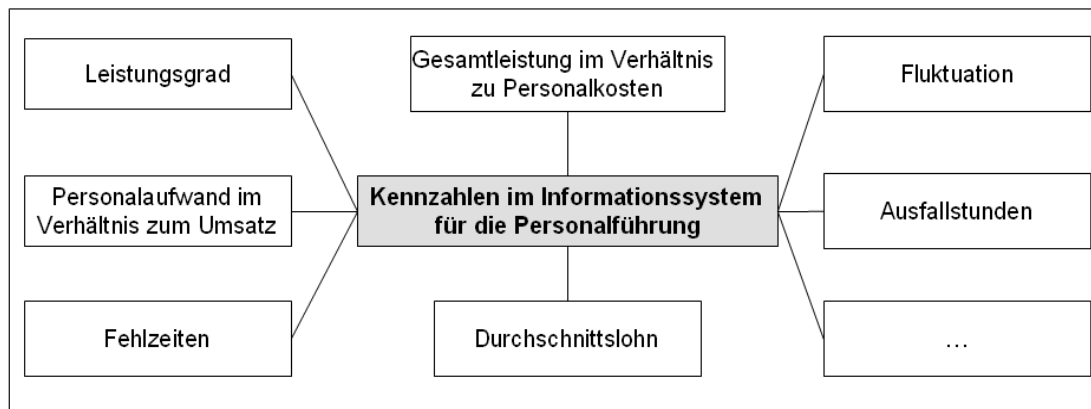 Leistungsgrad
Gesamtleistung im Verhältnis
zu Personalkosten
Fluktuation
Personalaufwand im
Verhältnis zum Umsatz
Kennzahlen im Informationssystem
für die Personalführung
Ausfallstunden
Fehlzeiten
Durchschnittslohn
…